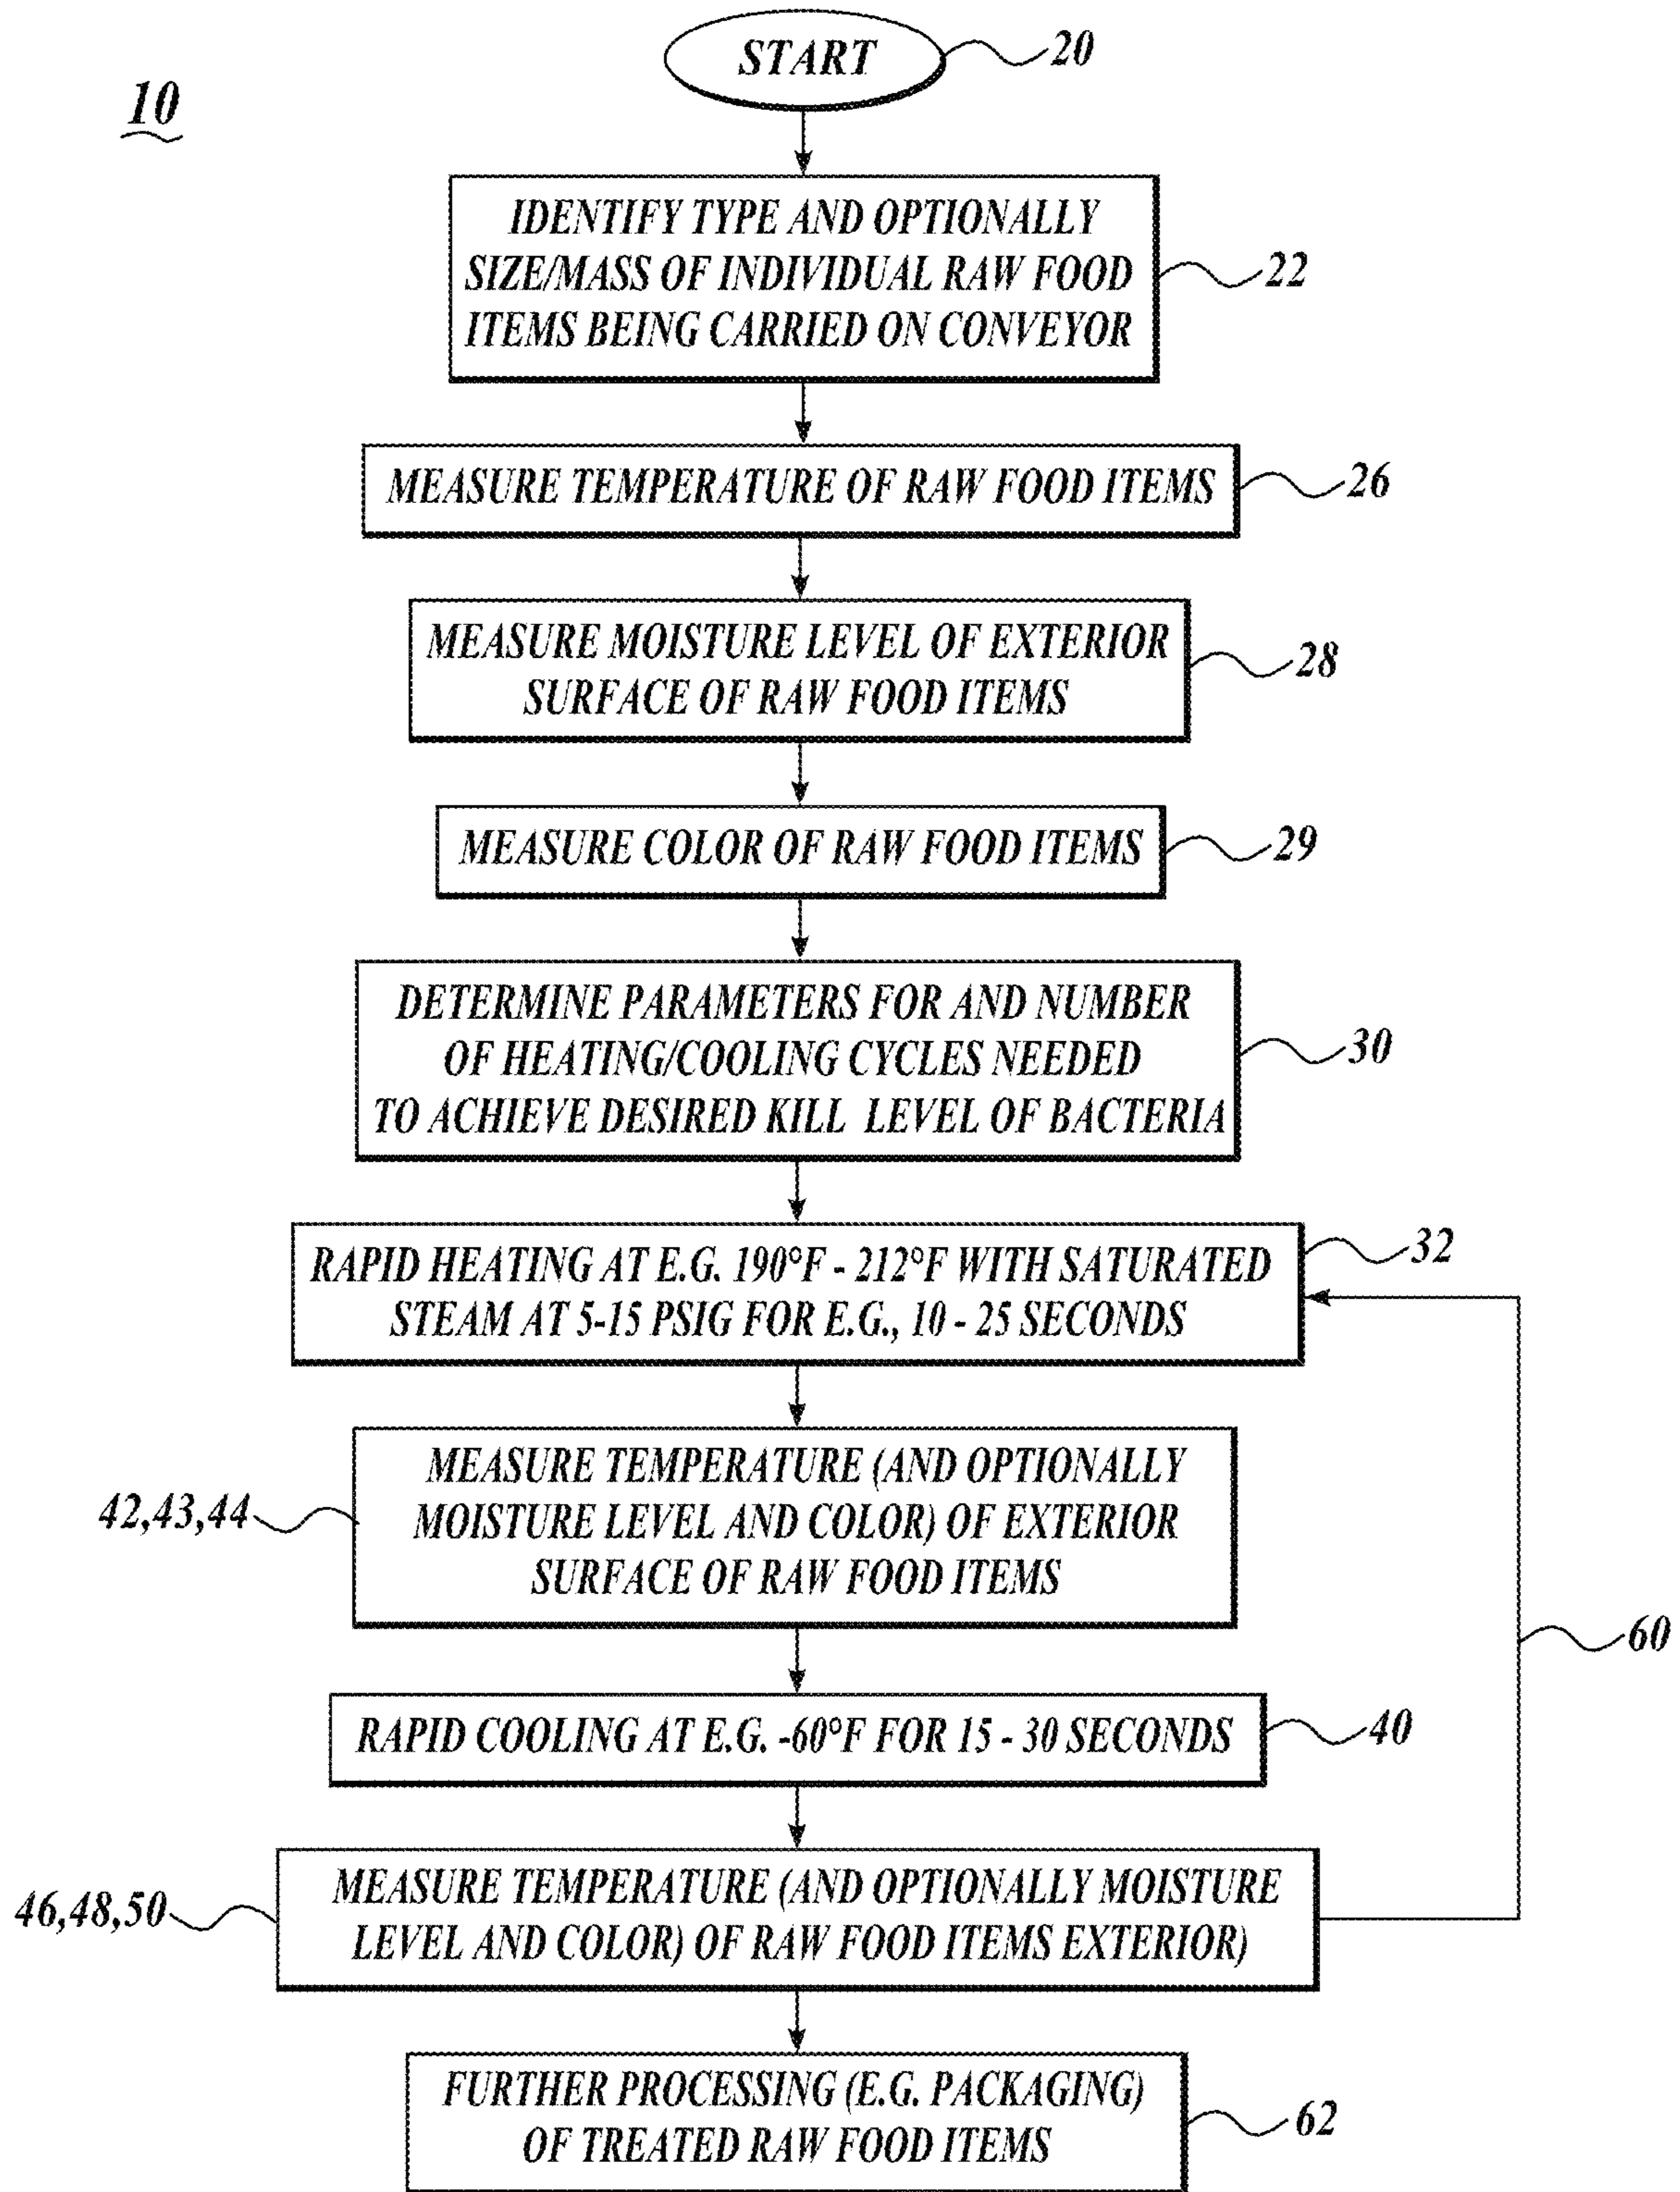 START
20
10
IDENTIFY TYPE AND OPTIONALLY
SIZE/MASS OF INDIVIDUAL RAW FOOD
ITEMS BEING CARRIED ON CONVEYOR
22
MEASURE TEMPERATURE OF RAW FOOD ITEMS
26
MEASURE MOISTURE LEVEL OF EXTERIOR
SURFACE OF RAW FOOD ITEMS
28
MEASURE COLOR OF RAW FOOD ITEMS
29
DETERMINE PARAMETERS FOR AND NUMBER
OF HEATING/COOLING CYCLES NEEDED
TO ACHIEVE DESIRED KILL LEVEL OF BACTERIA
30
RAPID HEATING AT E.G. 190°F - 212°F WITH SATURATED
STEAM AT 5-15 PSIG FOR E.G., 10 - 25 SECONDS
32
MEASURE TEMPERATURE (AND OPTIONALLY
MOISTURE LEVEL AND COLOR) OF EXTERIOR
SURFACE OF RAW FOOD ITEMS
42,43,44
60
RAPID COOLING AT E.G. -60°F FOR 15 - 30 SECONDS
40
MEASURE TEMPERATURE (AND OPTIONALLY MOISTURE
LEVEL AND COLOR) OF RAW FOOD ITEMS EXTERIOR)
46,48,50
FURTHER PROCESSING (E.G. PACKAGING)
OF TREATED RAW FOOD ITEMS
62